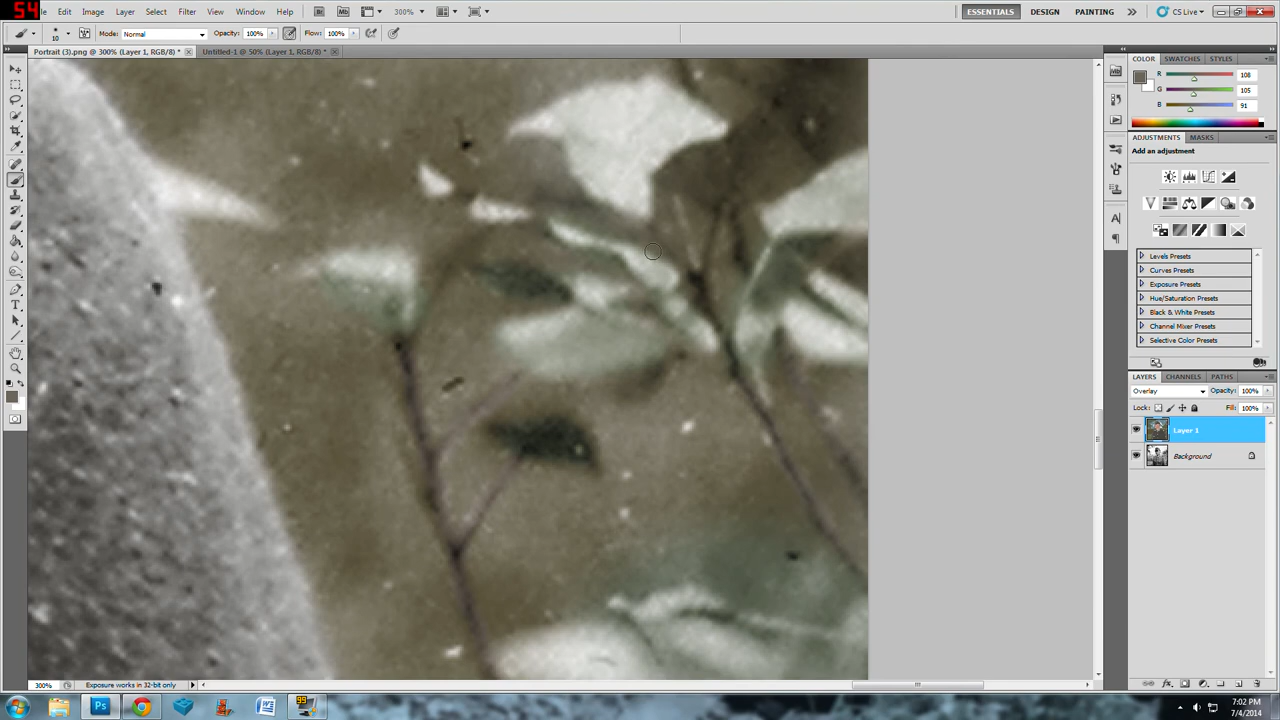 54
File Edit Image Layer Select Filter View Window Help Mb 300% ESSENTIALS DESIGN PAINTING CS Live
10 Mode: Normal Opacity: 100% Flow: 100%
Portrait (3).png @ 300% (Layer 1, RGB/8) * Untitled-1 @ 50% (Layer 1, RGB/8) *
COLOR SWATCHES STYLES
R 108
G 105
B 91
ADJUSTMENTS MASKS
Add an adjustment
Levels Presets
Curves Presets
Exposure Presets
Hue/Saturation Presets
Black & White Presets
Channel Mixer Presets
Selective Color Presets
LAYERS CHANNELS PATHS
Overlay Opacity: 100%
Lock: Fill: 100%
Layer 1
Background
300% Exposure works in 32-bit only
Ps 99 7:02 PM
7/4/2014